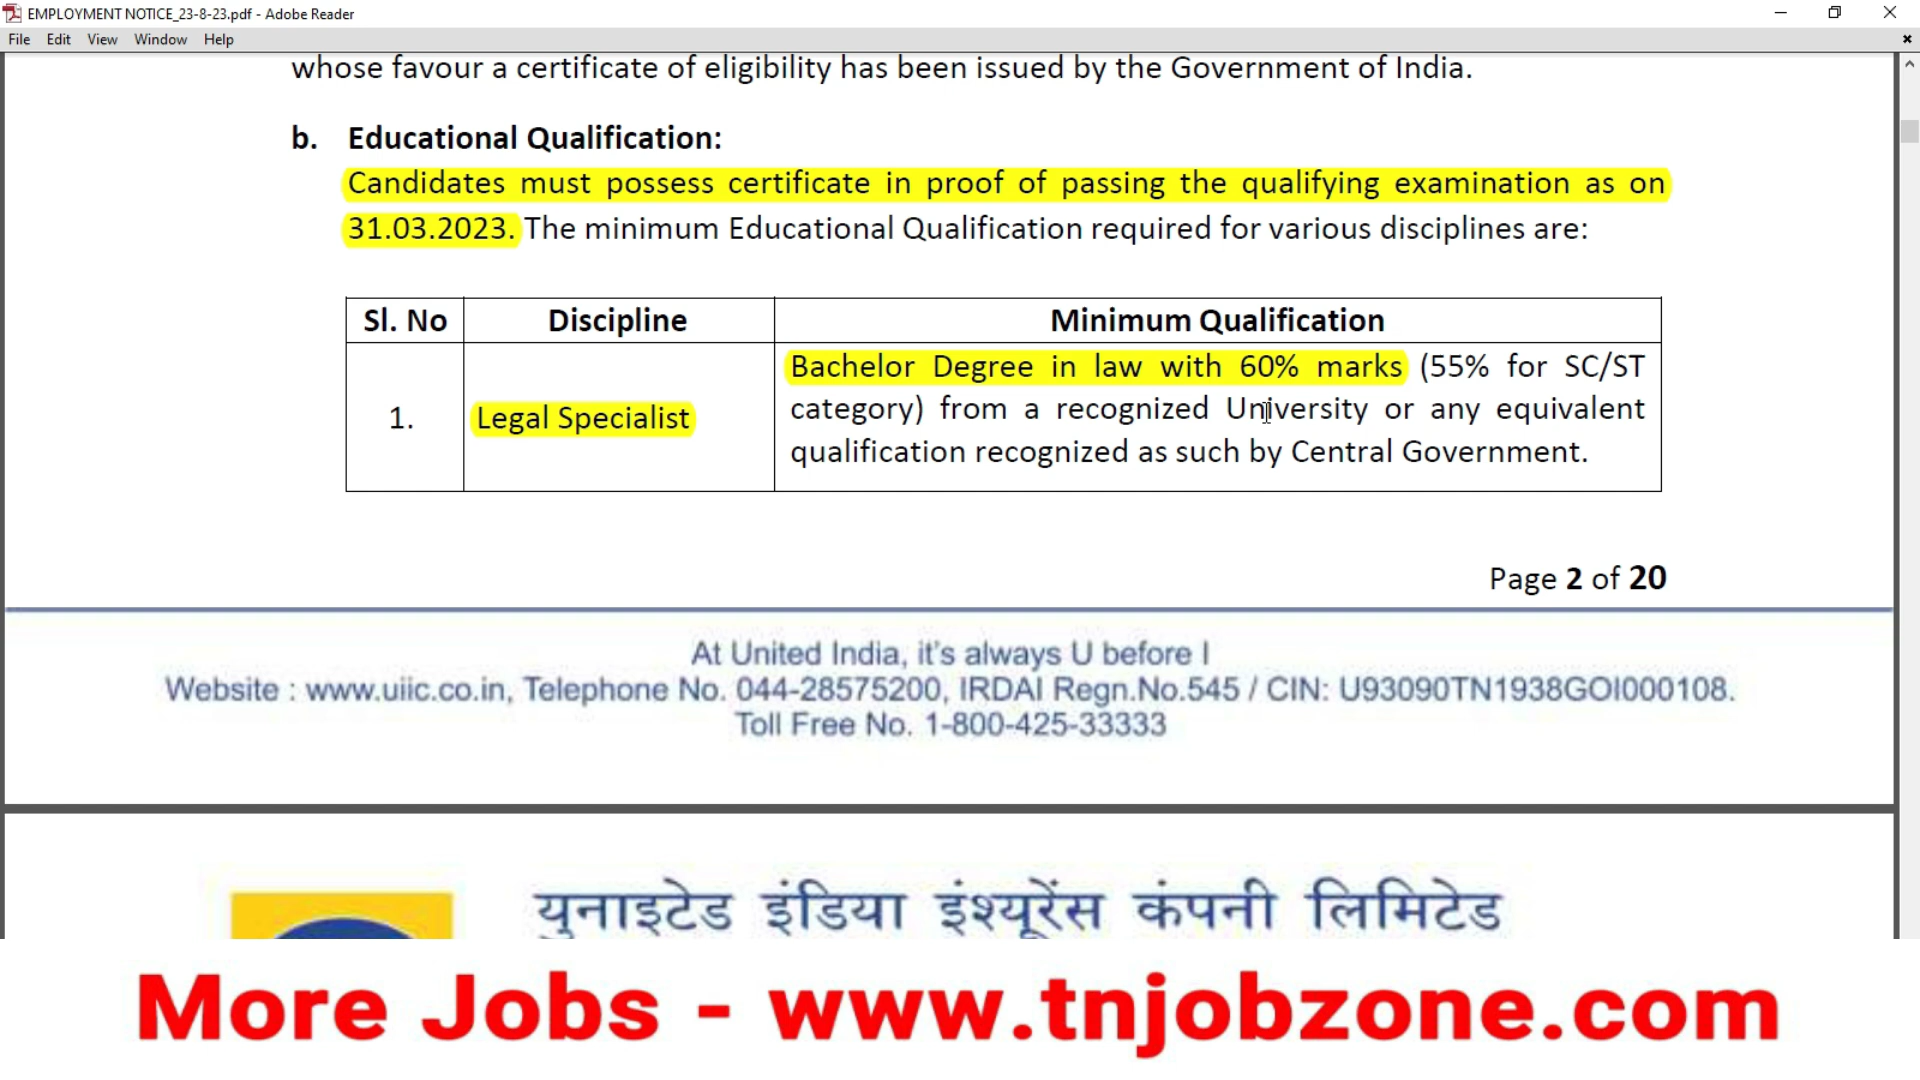 EMPLOYMENT NOTICE_23-8-23.pdf - Adobe Reader
File Edit View Window Help
whose favour a certificate of eligibility has been issued by the Government of India.
b. Educational Qualification:
Candidates must possess certificate in proof of passing the qualifying examination as on
31.03.2023. The minimum Educational Qualification required for various disciplines are:
Sl. No Discipline Minimum Qualification
1. Legal Specialist
Bachelor Degree in law with 60% marks (55% for SC/ST
category) from a recognized University or any equivalent
qualification recognized as such by Central Government.
Page 2 of 20
At United India, it's always U before I
Website : www.uiic.co.in, Telephone No. 044-28575200, IRDAI Regn.No.545 / CIN: U93090TN1938GOI000108.
Toll Free No. 1-800-425-33333
युनाइटेड इंडिया इंश्यूरेंस कंपनी लिमिटेड
More Jobs - www.tnjobzone.com